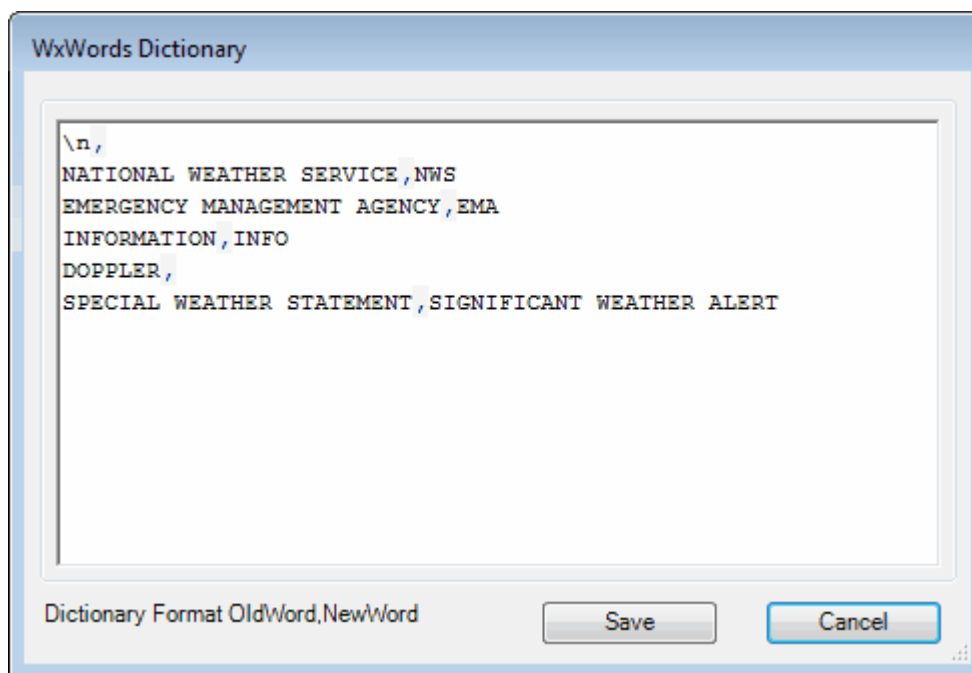 WxWords Dictionary
\n,
NATIONAL WEATHER SERVICE,NWS
EMERGENCY MANAGEMENT AGENCY,EMA
INFORMATION,INFO
DOPPLER,
SPECIAL WEATHER STATEMENT,SIGNIFICANT WEATHER ALERT
Dictionary Format OldWord,NewWord
Save
Cancel